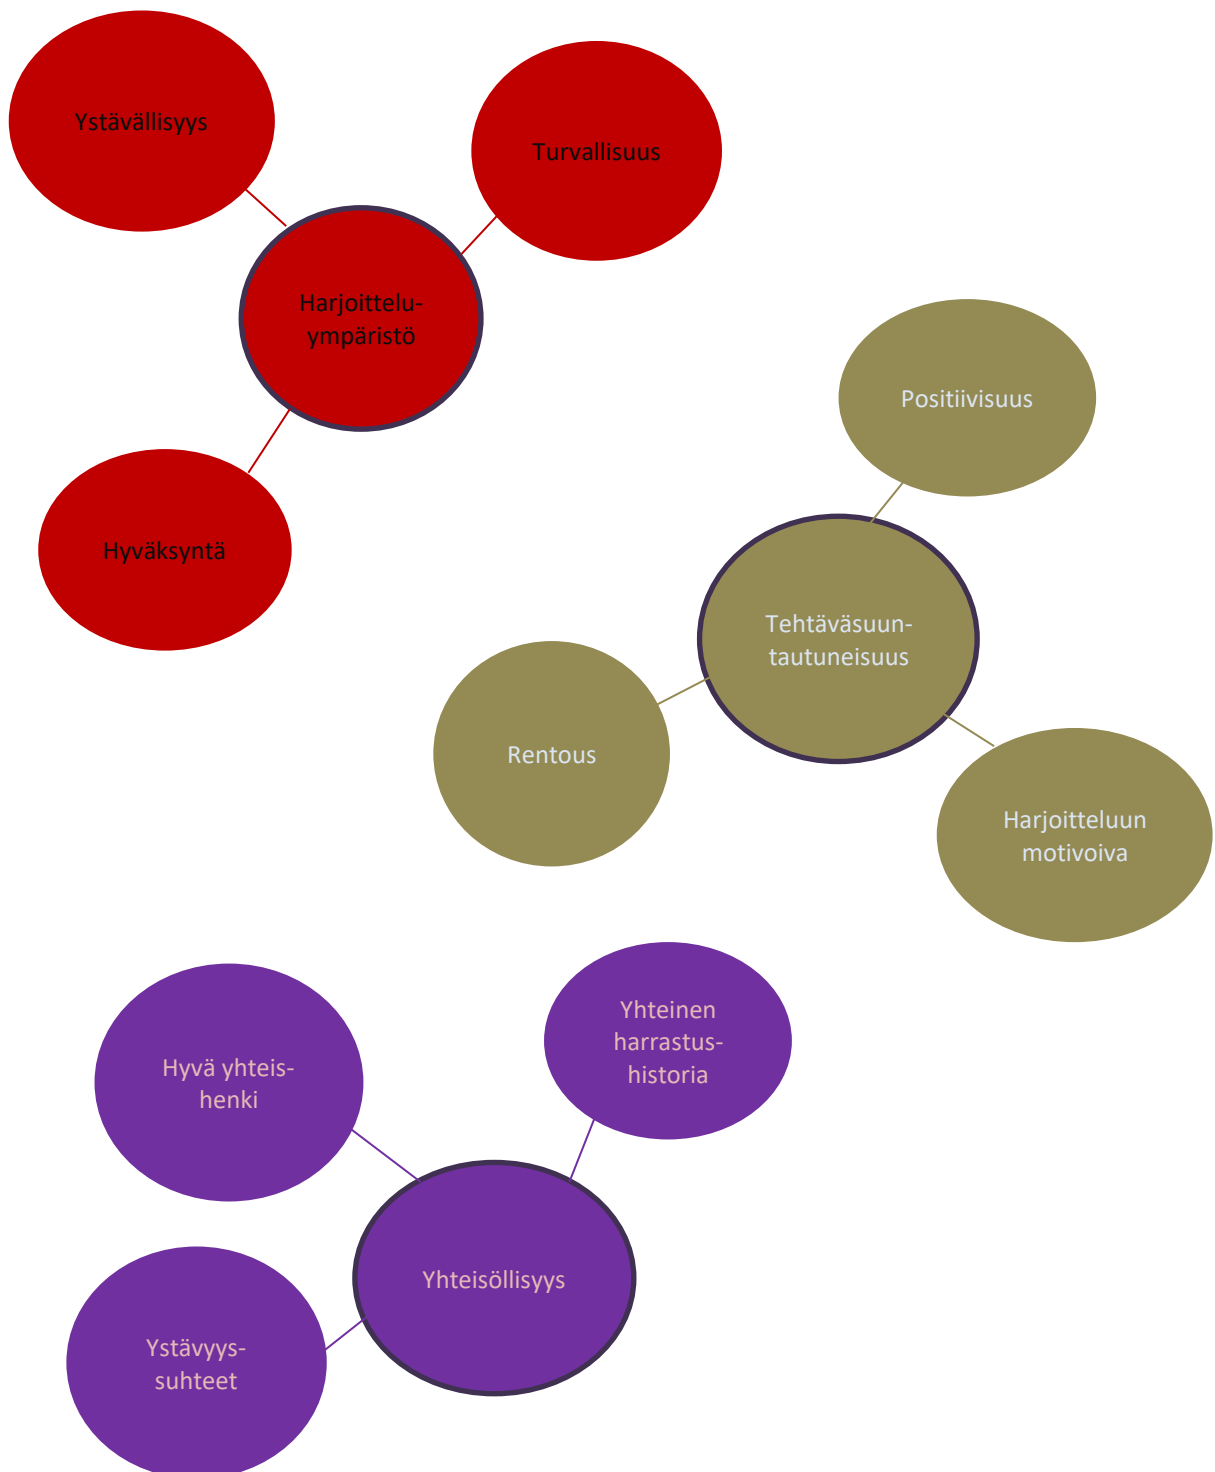 Ystävällisyys
Turvallisuus
Harjoittelu-
ympäristö
Hyväksyntä
Positiivisuus
Tehtäväsuun-
tautuneisuus
Rentous
Harjoitteluun
motivoiva
Yhteinen
harrastus-
historia
Hyvä yhteis-
henki
Yhteisöllisyys
Ystävyys-
suhteet